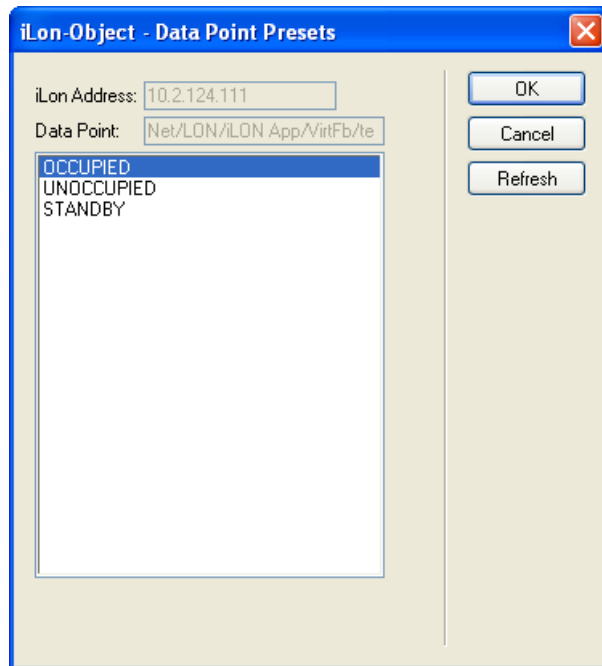 iLon-Object - Data Point Presets
iLon Address: 10.2.124.111
OK
Data Point: Net/LON/iLON App/VirtFb/te
Cancel
OCCUPIED
UNOCCUPIED
STANDBY
Refresh